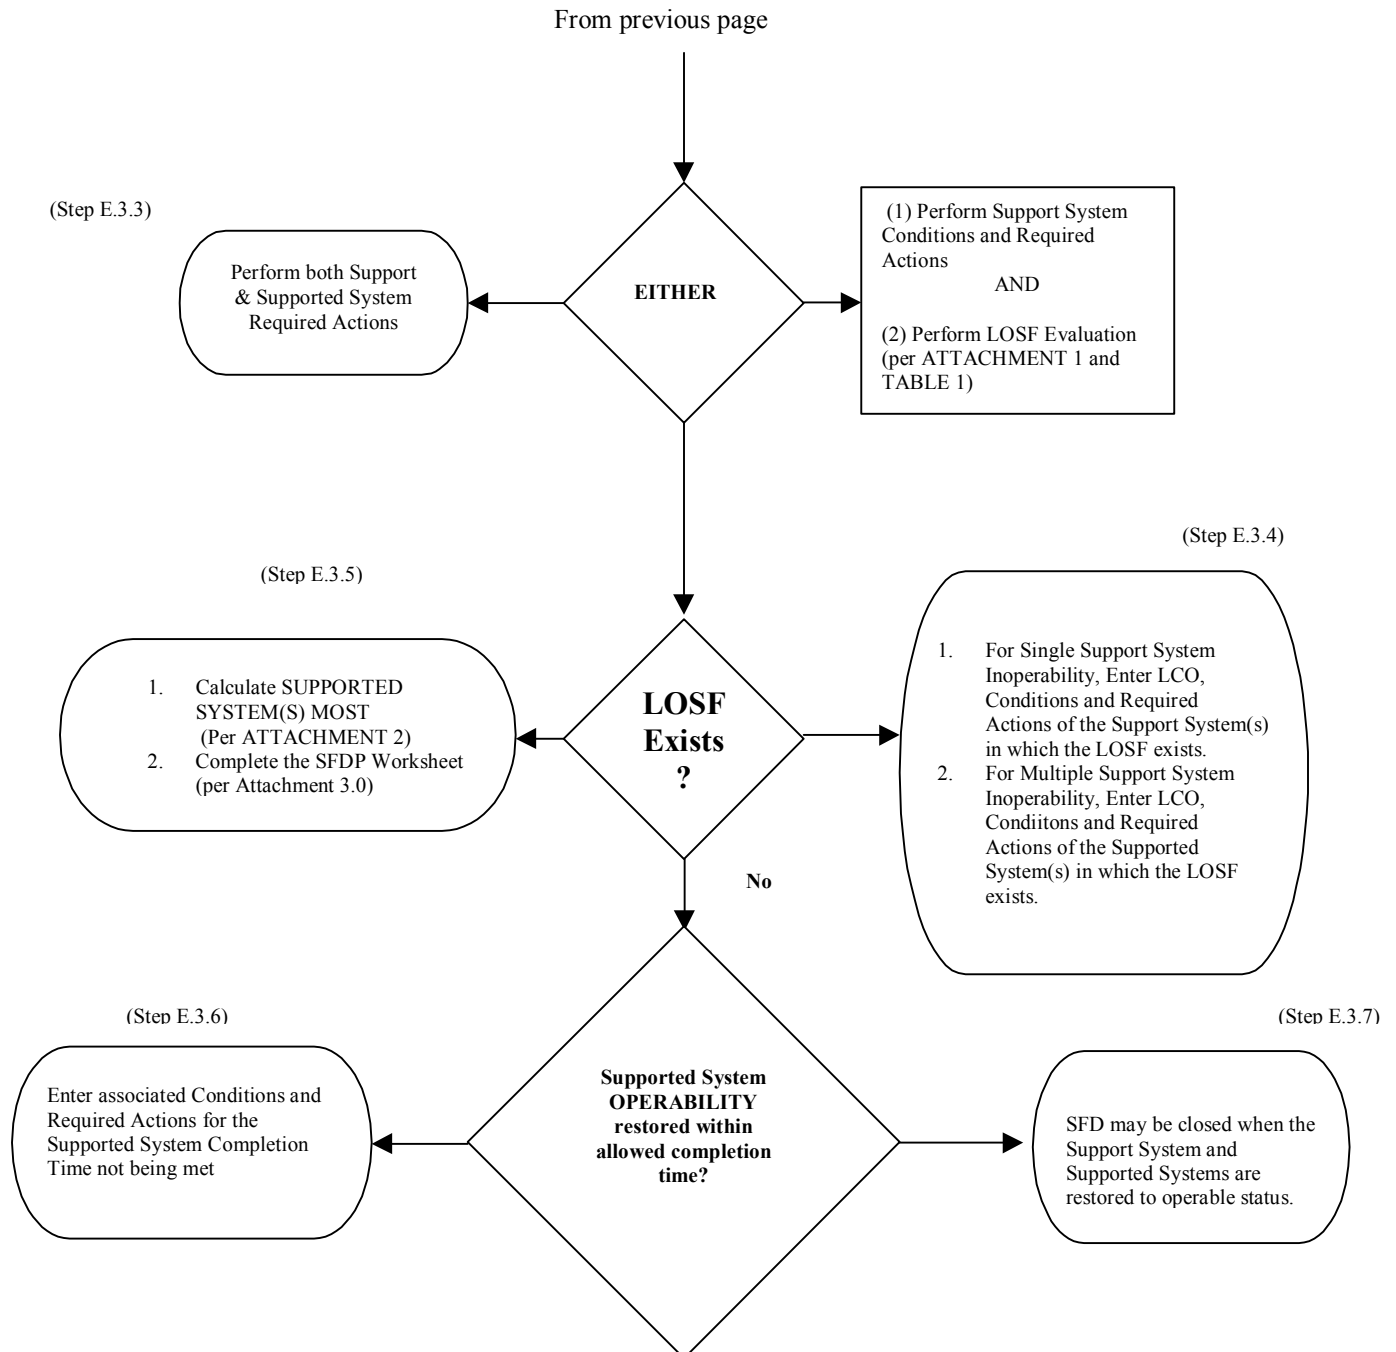 From previous page
(Step E.3.3)
Perform both Support
& Supported System
Required Actions
EITHER
(1) Perform Support System
Conditions and Required
Actions
AND
(2) Perform LOSF Evaluation
(per ATTACHMENT 1 and
TABLE 1)
(Step E.3.5)
1. Calculate SUPPORTED
SYSTEM(S) MOST
(Per ATTACHMENT 2)
2. Complete the SFDP Worksheet
(per Attachment 3.0)
LOSF
Exists
?
(Step E.3.4)
1. For Single Support System
Inoperability, Enter LCO,
Conditions and Required
Actions of the Support System(s)
in which the LOSF exists.
2. For Multiple Support System
Inoperability, Enter LCO,
Condiitons and Required
Actions of the Supported
System(s) in which the LOSF
exists.
No
(Step E.3.6)
Enter associated Conditions and
Required Actions for the
Supported System Completion
Time not being met
Supported System
OPERABILITY
restored within
allowed completion
time?
(Step E.3.7)
SFD may be closed when the
Support System and
Supported Systems are
restored to operable status.